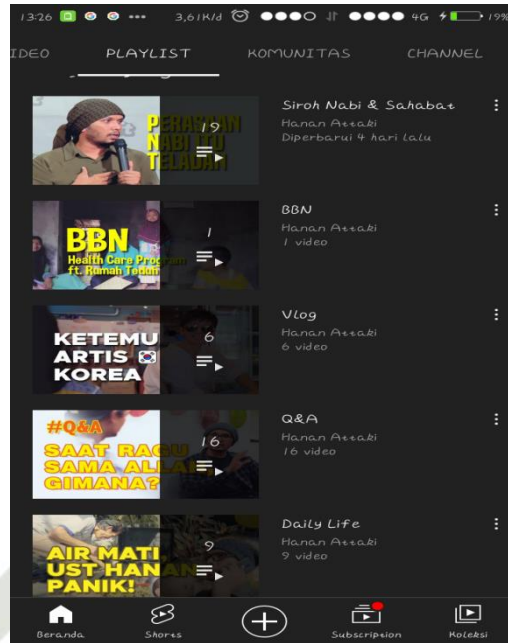 13:26 3,61K/d 4G 19%
IDEO PLAYLIST KOMUNITAS CHANNEL
PERASAAN
NABI ITU
TELADAN
19
Siroh Nabi & Sahabat
Hanan Attaki
Diperbarui 4 hari lalu
BBN
Health Care Program
ft. Rumah Teduh
1
BBN
Hanan Attaki
1 video
KETEMU
ARTIS
KOREA
6
Vlog
Hanan Attaki
6 video
#Q&A
SAAT RAGU
SAMA ALLAH
GIMANA?
16
Q&A
Hanan Attaki
16 video
AIR MATI
UST HANAN
PANIK!
9
Daily Life
Hanan Attaki
9 video
Beranda Shorts Subscription Koleksi